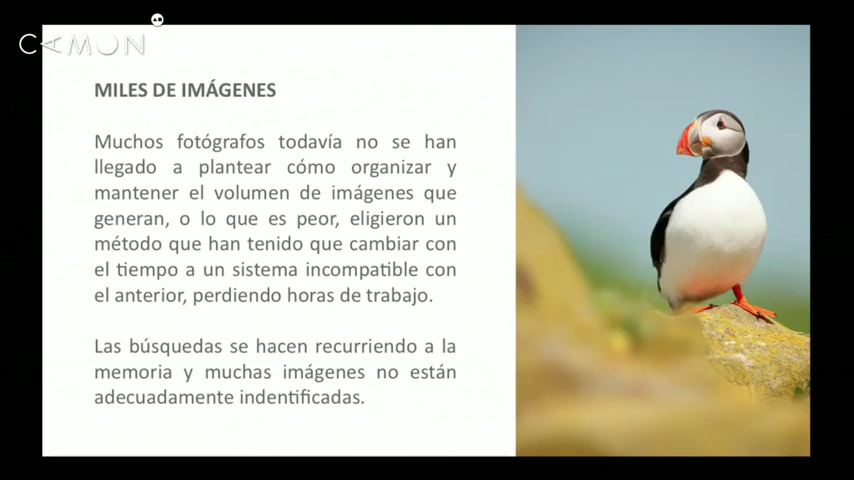 CAMON
MILES DE IMÁGENES
Muchos fotógrafos todavía no se han
llegado a plantear cómo organizar y
mantener el volumen de imágenes que
generan, o lo que es peor, eligieron un
método que han tenido que cambiar con
el tiempo a un sistema incompatible con
el anterior, perdiendo horas de trabajo.
Las búsquedas se hacen recurriendo a la
memoria y muchas imágenes no están
adecuadamente indentificadas.